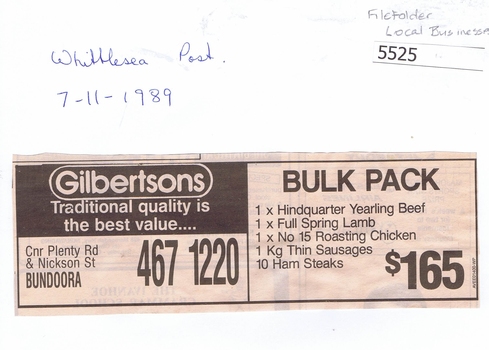 FileFolder
Local Businesses
5525
Whittlesea Post.
7-11-1989
Gilbertsons
Traditional quality is
the best value....
Cnr Plenty Rd
& Nickson St
BUNDOORA
467 1220
BULK PACK
1 x Hindquarter Yearling Beef
1 x Full Spring Lamb
1 x No 15 Roasting Chicken
1 Kg Thin Sausages
10 Ham Steaks
$165